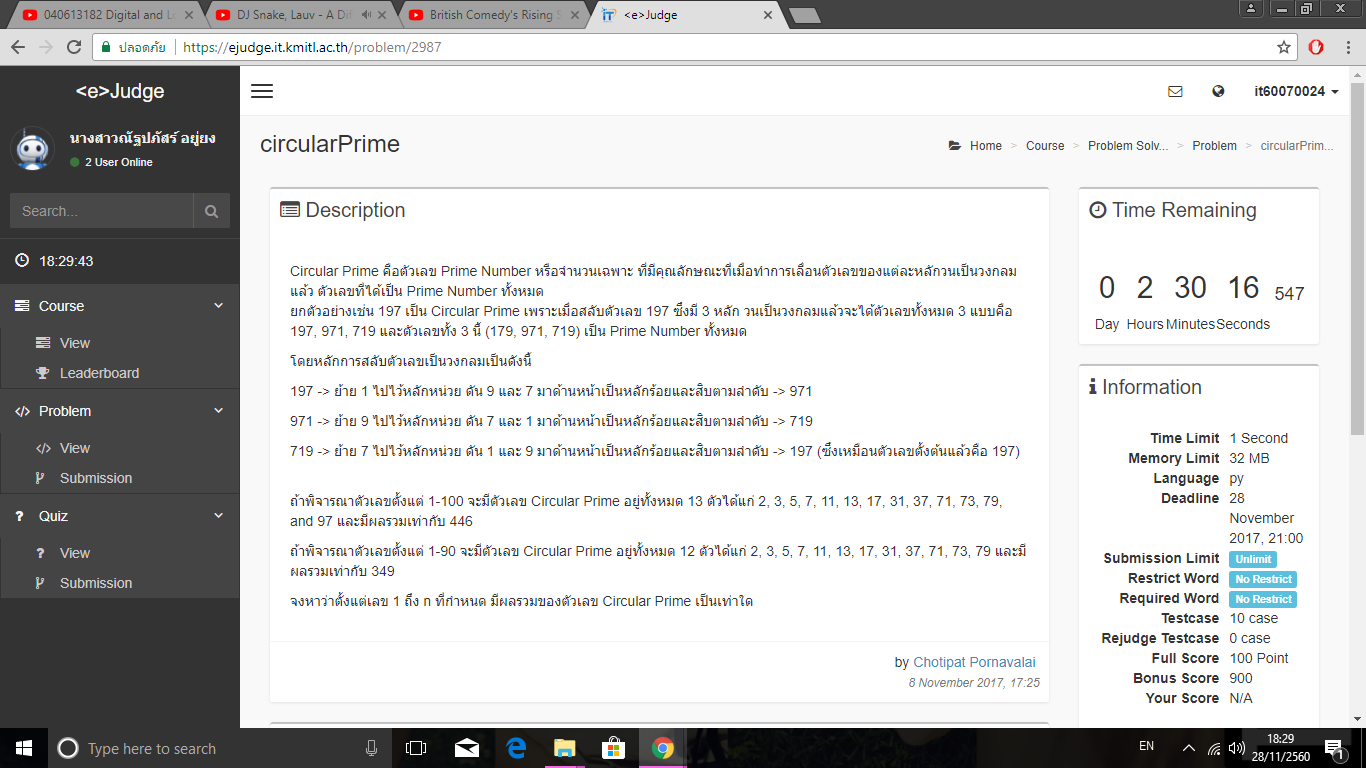 040613182 Digital and Lo
DJ Snake, Lauv - A Dif
British Comedy's Rising S
<e>Judge
ปลอดภัย
https://ejudge.it.kmitl.ac.th/problem/2987
<e>Judge
it60070024
นางสาวณัฐปภัสร์ อยู่ยง
2 User Online
circularPrime
Home > Course > Problem Solv... > Problem > circularPrim...
Search...
18:29:43
Course
View
Leaderboard
Problem
View
Submission
Quiz
View
Submission
Description
Circular Prime คือตัวเลข Prime Number หรือจำนวนเฉพาะ ที่มีคุณลักษณะที่เมื่อทำการเลื่อนตัวเลขของแต่ละหลักวนเป็นวงกลม
แล้ว ตัวเลขที่ได้เป็น Prime Number ทั้งหมด
ยกตัวอย่างเช่น 197 เป็น Circular Prime เพราะเมื่อสลับตัวเลข 197 ซึ่งมี 3 หลัก วนเป็นวงกลมแล้วจะได้ตัวเลขทั้งหมด 3 แบบคือ
197, 971, 719 และตัวเลขทั้ง 3 นี้ (179, 971, 719) เป็น Prime Number ทั้งหมด
โดยหลักการสลับตัวเลขเป็นวงกลมเป็นดังนี้
197 -> ย้าย 1 ไปไว้หลักหน่วย ดัน 9 และ 7 มาด้านหน้าเป็นหลักร้อยและสิบตามลำดับ -> 971
971 -> ย้าย 9 ไปไว้หลักหน่วย ดัน 7 และ 1 มาด้านหน้าเป็นหลักร้อยและสิบตามลำดับ -> 719
719 -> ย้าย 7 ไปไว้หลักหน่วย ดัน 1 และ 9 มาด้านหน้าเป็นหลักร้อยและสิบตามลำดับ -> 197 (ซึ่งเหมือนตัวเลขตั้งต้นแล้วคือ 197)
ถ้าพิจารณาตัวเลขตั้งแต่ 1-100 จะมีตัวเลข Circular Prime อยู่ทั้งหมด 13 ตัวได้แก่ 2, 3, 5, 7, 11, 13, 17, 31, 37, 71, 73, 79,
and 97 และมีผลรวมเท่ากับ 446
ถ้าพิจารณาตัวเลขตั้งแต่ 1-90 จะมีตัวเลข Circular Prime อยู่ทั้งหมด 12 ตัวได้แก่ 2, 3, 5, 7, 11, 13, 17, 31, 37, 71, 73, 79 และมี
ผลรวมเท่ากับ 349
จงหาว่าตั้งแต่เลข 1 ถึง n ที่กำหนด มีผลรวมของตัวเลข Circular Prime เป็นเท่าใด
by Chotipat Pornavalai
8 November 2017, 17:25
Time Remaining
0 2 30 16 547
Day Hours Minutes Seconds
Information
Time Limit 1 Second
Memory Limit 32 MB
Language py
Deadline 28
November
2017, 21:00
Submission Limit Unlimit
Restrict Word No Restrict
Required Word No Restrict
Testcase 10 case
Rejudge Testcase 0 case
Full Score 100 Point
Bonus Score 900
Your Score N/A
Type here to search
EN
18:29
28/11/2560
1